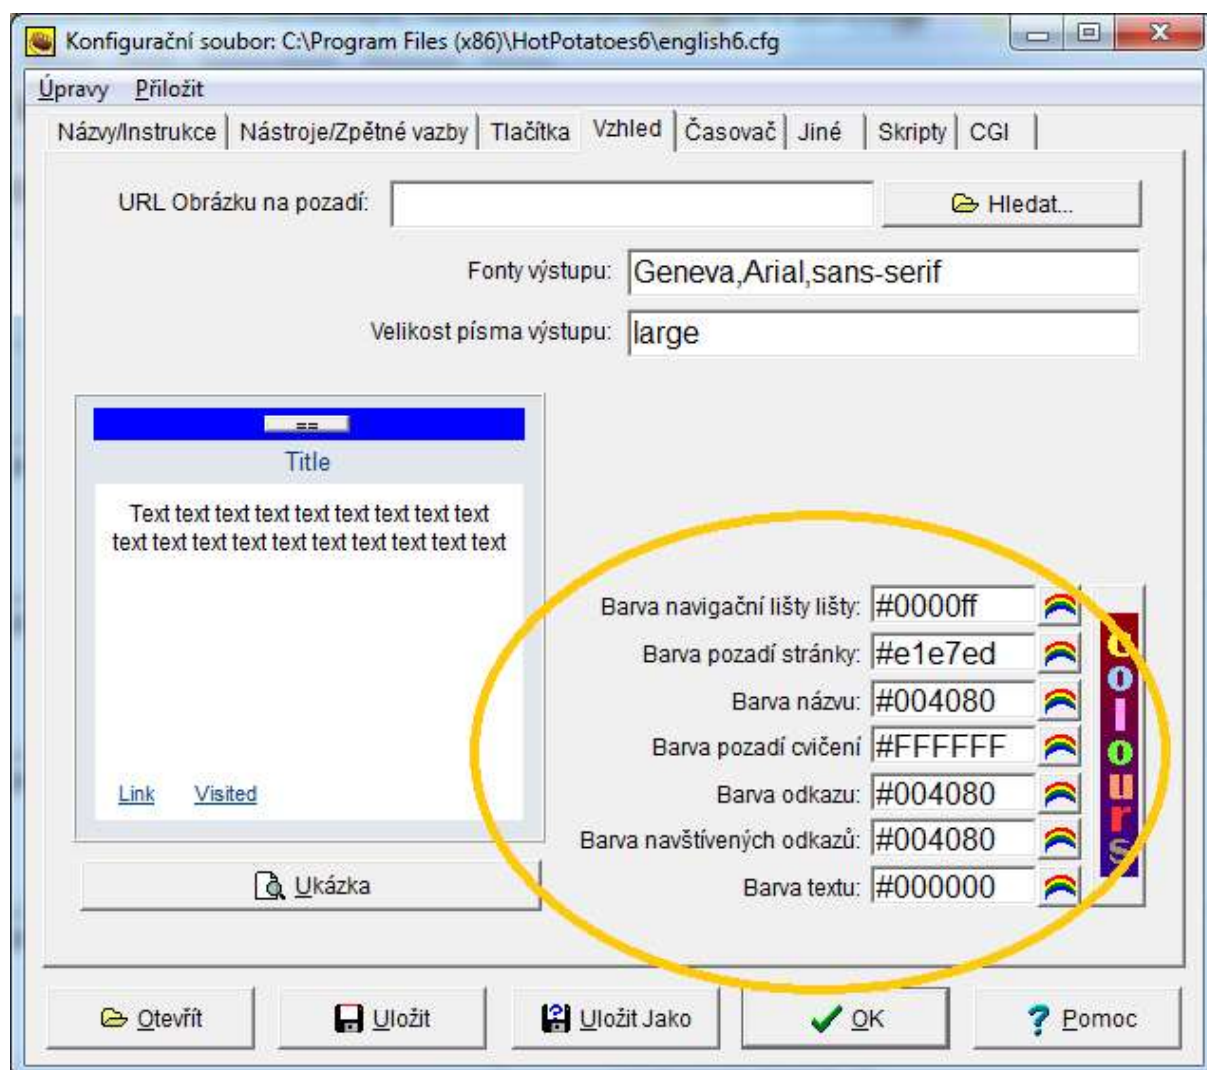 Konfigurační soubor: C:\Program Files (x86)\HotPotatoes6\english6.cfg
Úpravy Přiložit
Názvy/Instrukce Nástroje/Zpětné vazby Tlačítka Vzhled Časovač Jiné Skripty CGI
URL Obrázku na pozadí: Hledat...
Fonty výstupu: Geneva,Arial,sans-serif
Velikost písma výstupu: large
==
Title
Text text text text text text text text text
text text text text text text text text text text
Link Visited
Ukázka
Barva navigační lišty lišty: #0000ff
Barva pozadí stránky: #e1e7ed
Barva názvu: #004080
Barva pozadí cvičení #FFFFFF
Barva odkazu: #004080
Barva navštívených odkazů: #004080
Barva textu: #000000
Colours
Otevřít Uložit Uložit Jako OK Pomoc